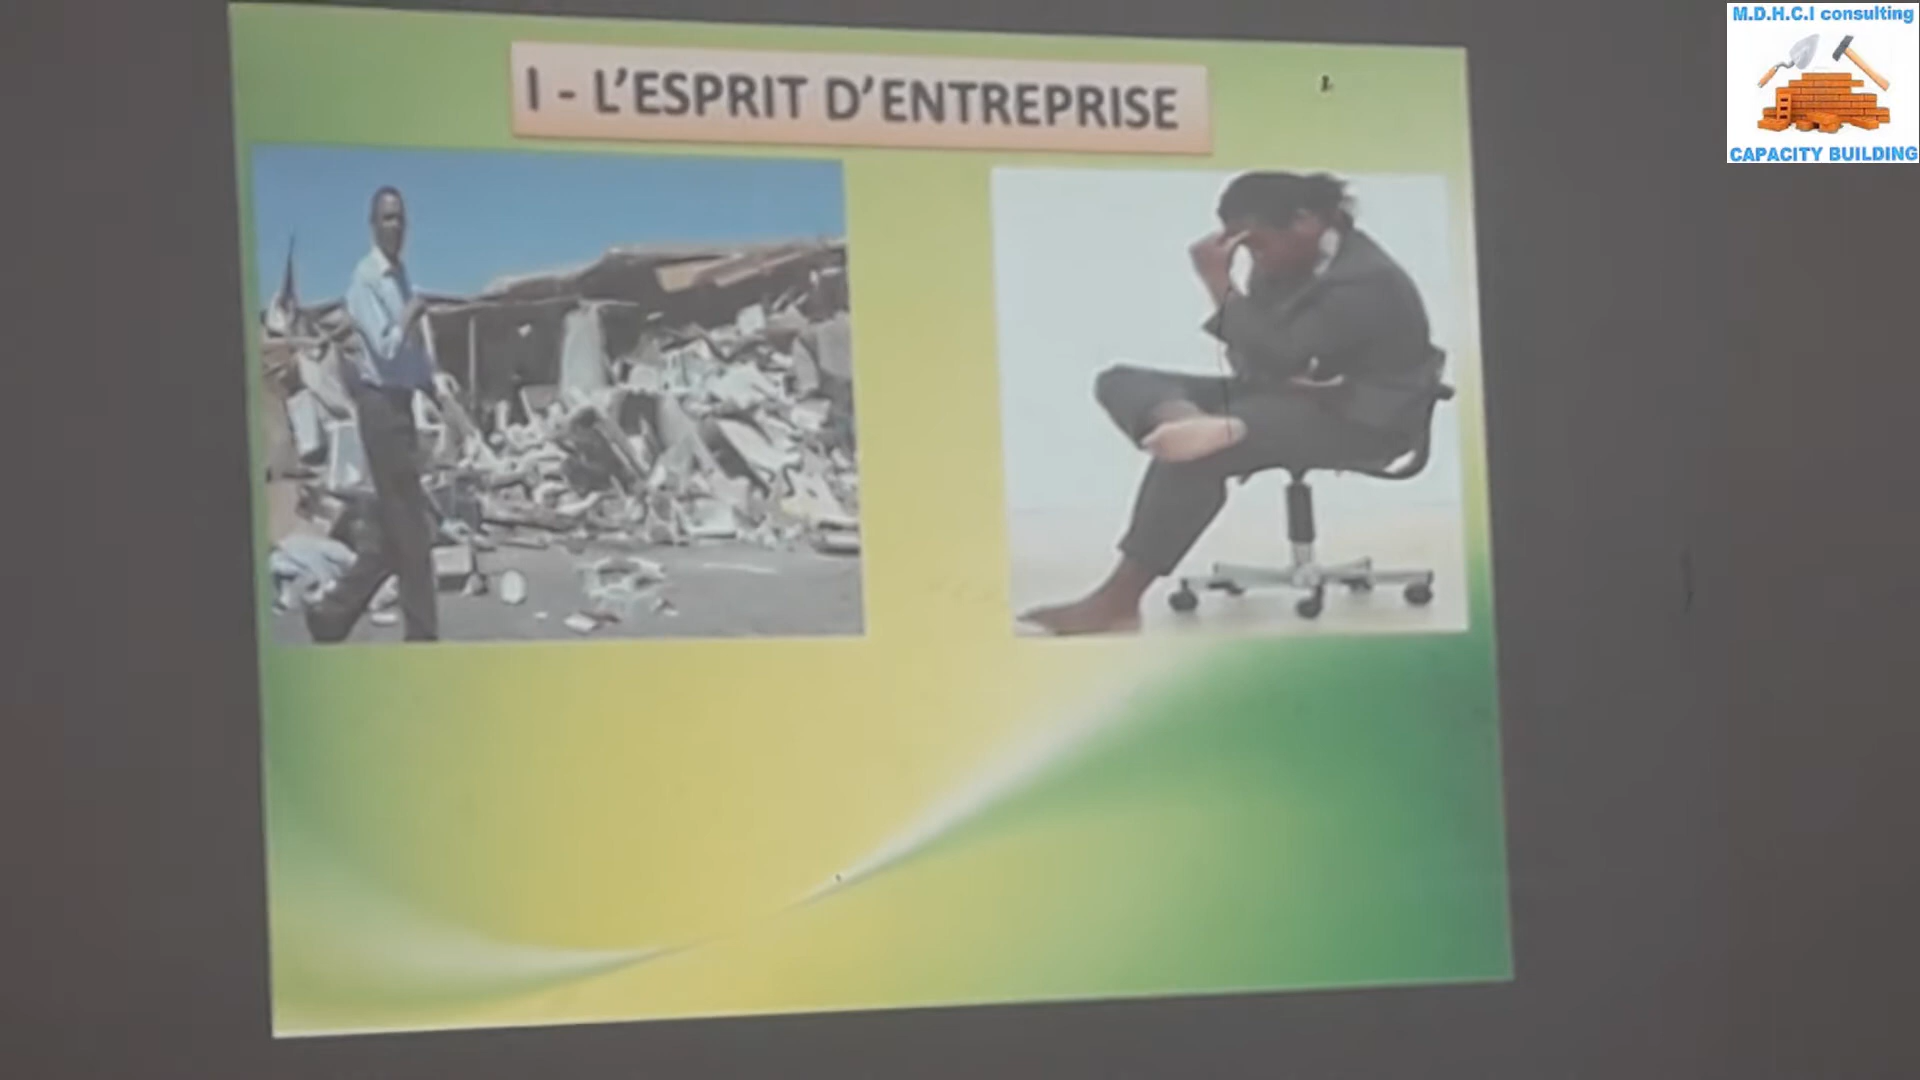 I - L'ESPRIT D'ENTREPRISE
M.D.H.C.I consulting
CAPACITY BUILDING